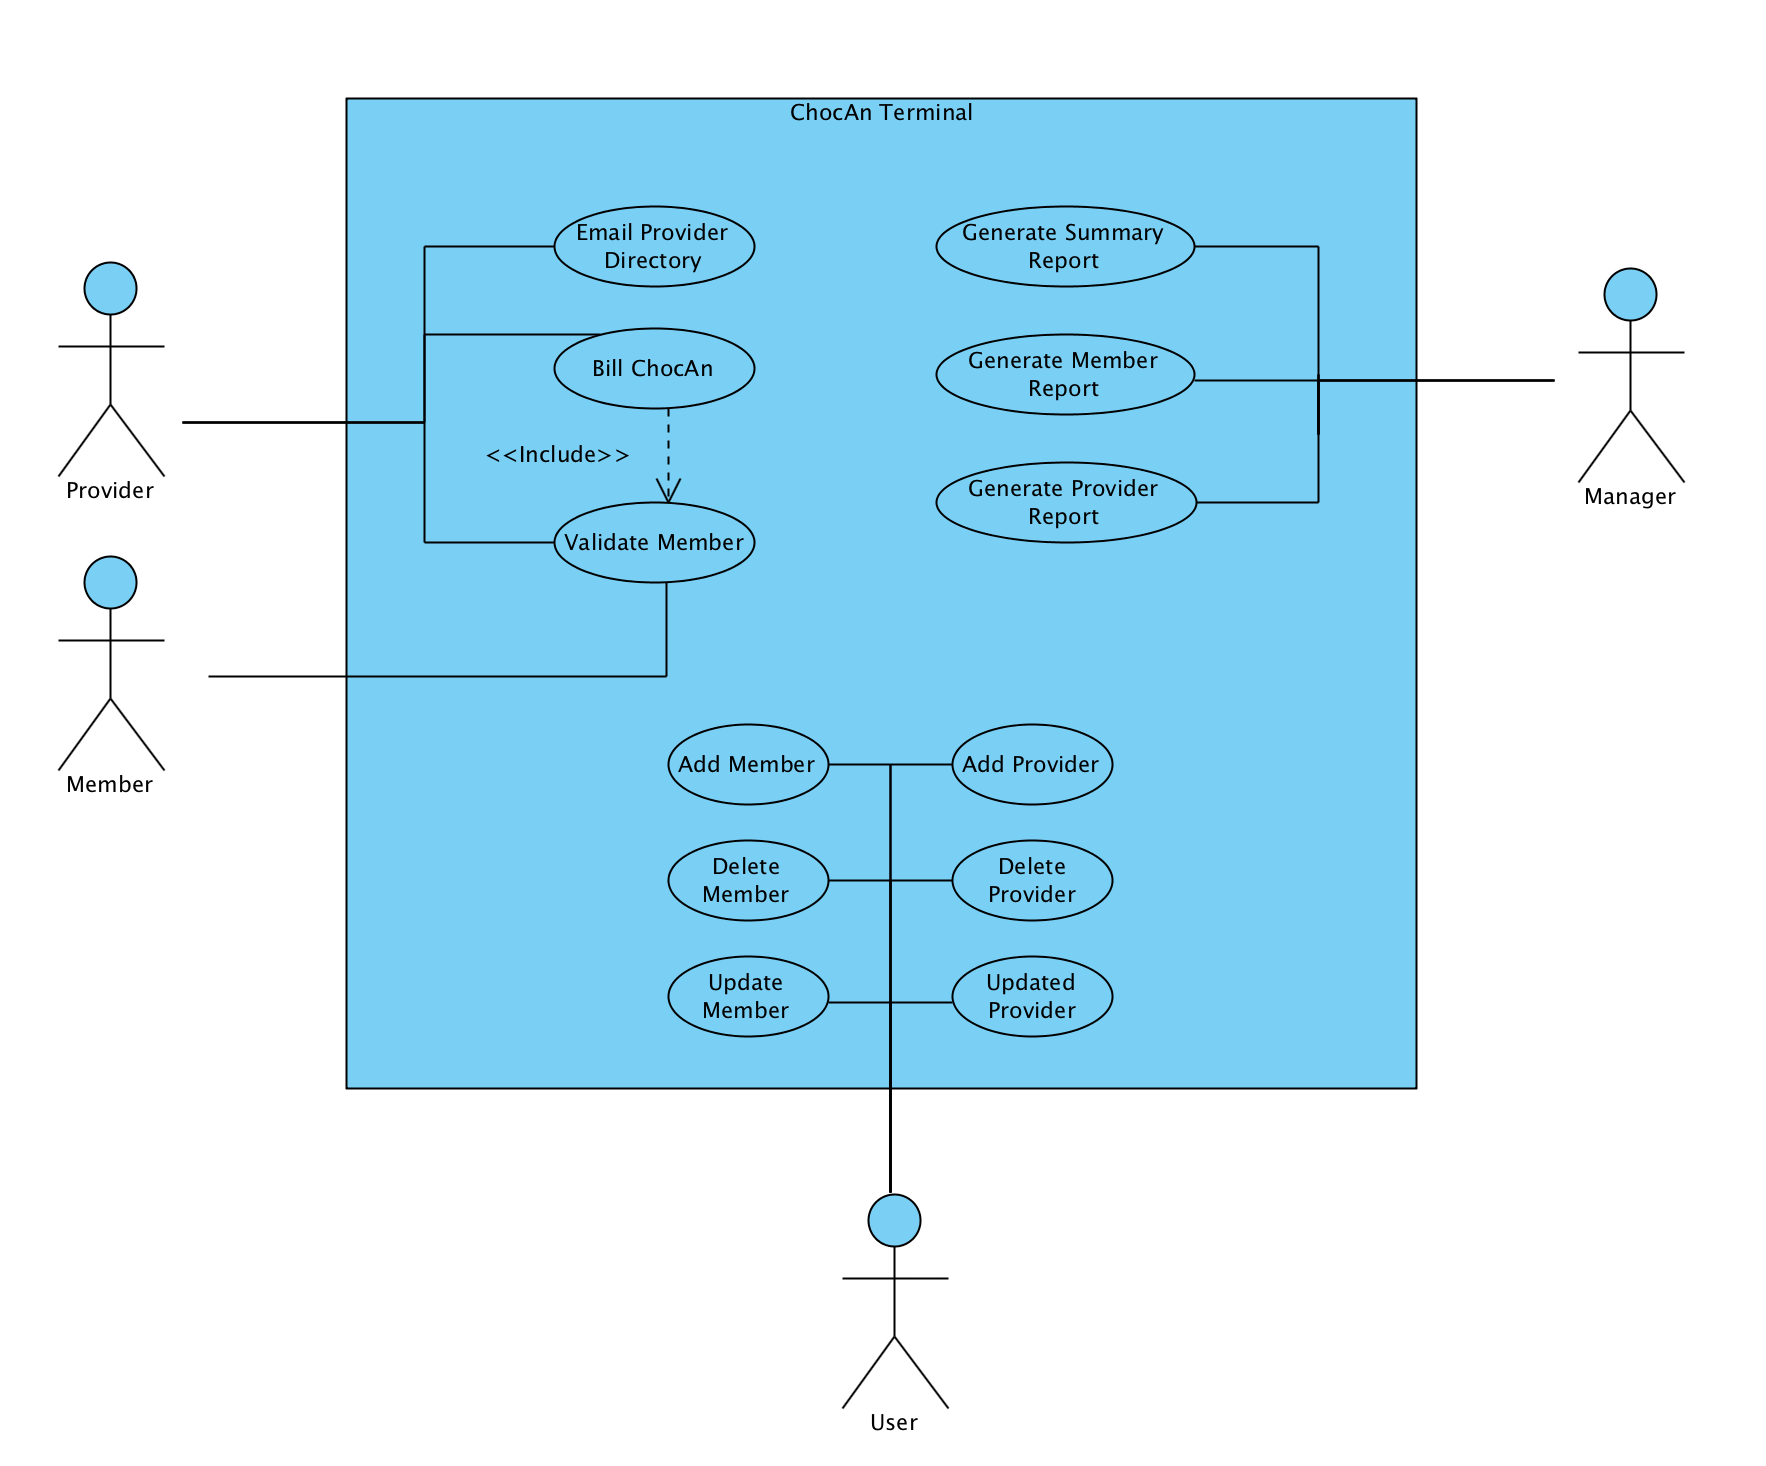 ChocAn Terminal
Email Provider
Directory
Generate Summary
Report
Bill ChocAn
Generate Member
Report
<<Include>>
Provider
Generate Provider
Report
Manager
Validate Member
Member
Add Member
Add Provider
Delete
Member
Delete
Provider
Update
Member
Updated
Provider
User